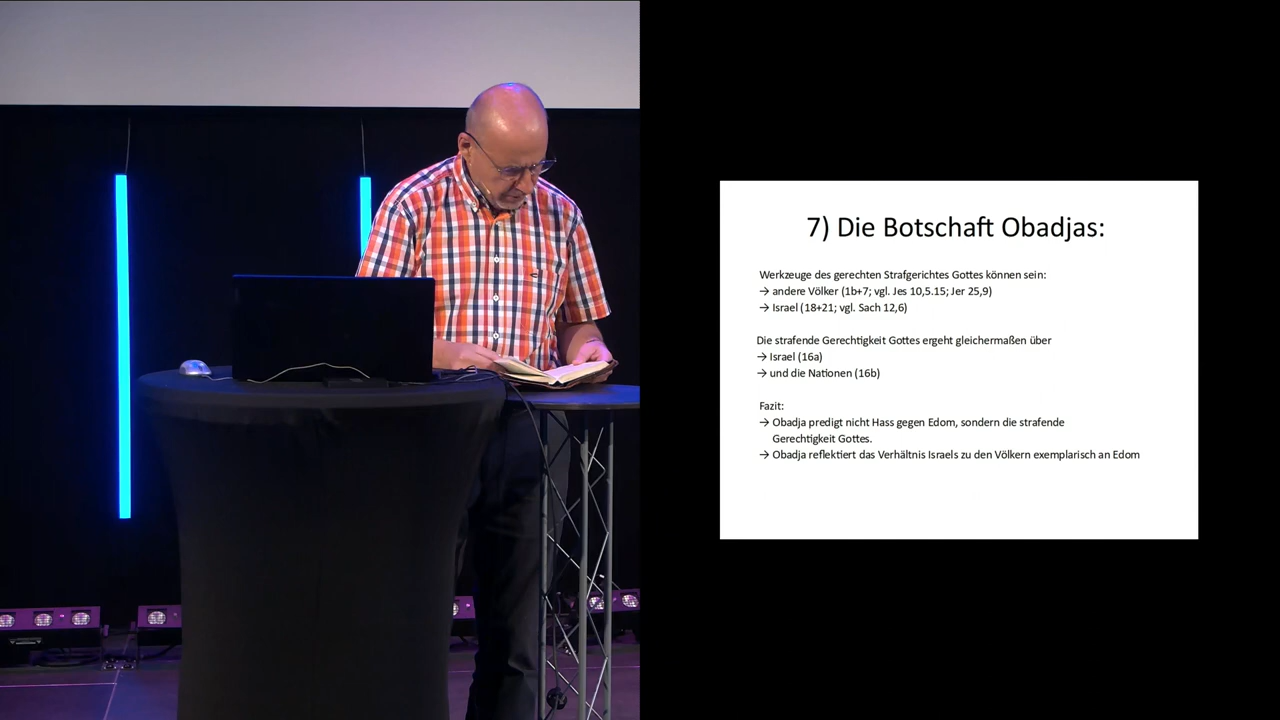 7) Die Botschaft Obadjas:
Werkzeuge des gerechten Strafgerichtes Gottes können sein:
→ andere Völker (1b+7; vgl. Jes 10,5.15; Jer 25,9)
→ Israel (18+21; vgl. Sach 12,6)
Die strafende Gerechtigkeit Gottes ergeht gleichermaßen über
→ Israel (16a)
→ und die Nationen (16b)
Fazit:
→ Obadja predigt nicht Hass gegen Edom, sondern die strafende
Gerechtigkeit Gottes.
→ Obadja reflektiert das Verhältnis Israels zu den Völkern exemplarisch an Edom